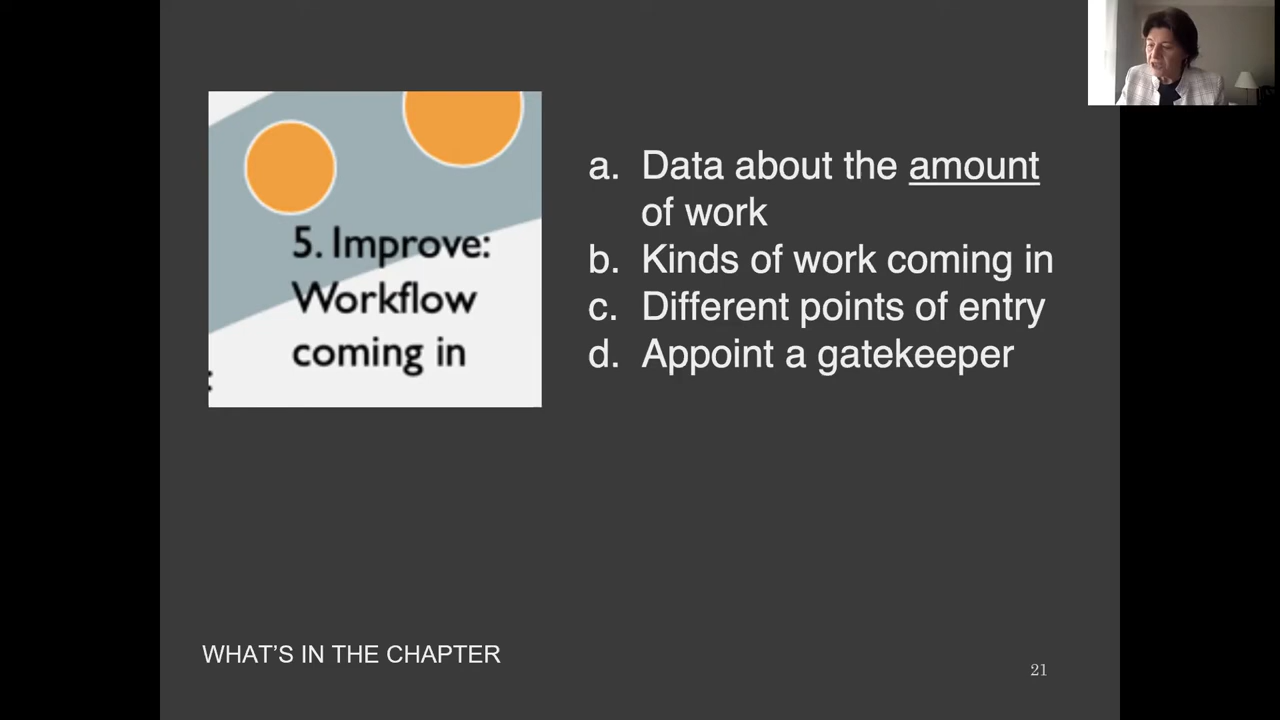 5. Improve:
Workflow
coming in
:
a. Data about the amount
of work
b. Kinds of work coming in
c. Different points of entry
d. Appoint a gatekeeper
WHAT'S IN THE CHAPTER
21